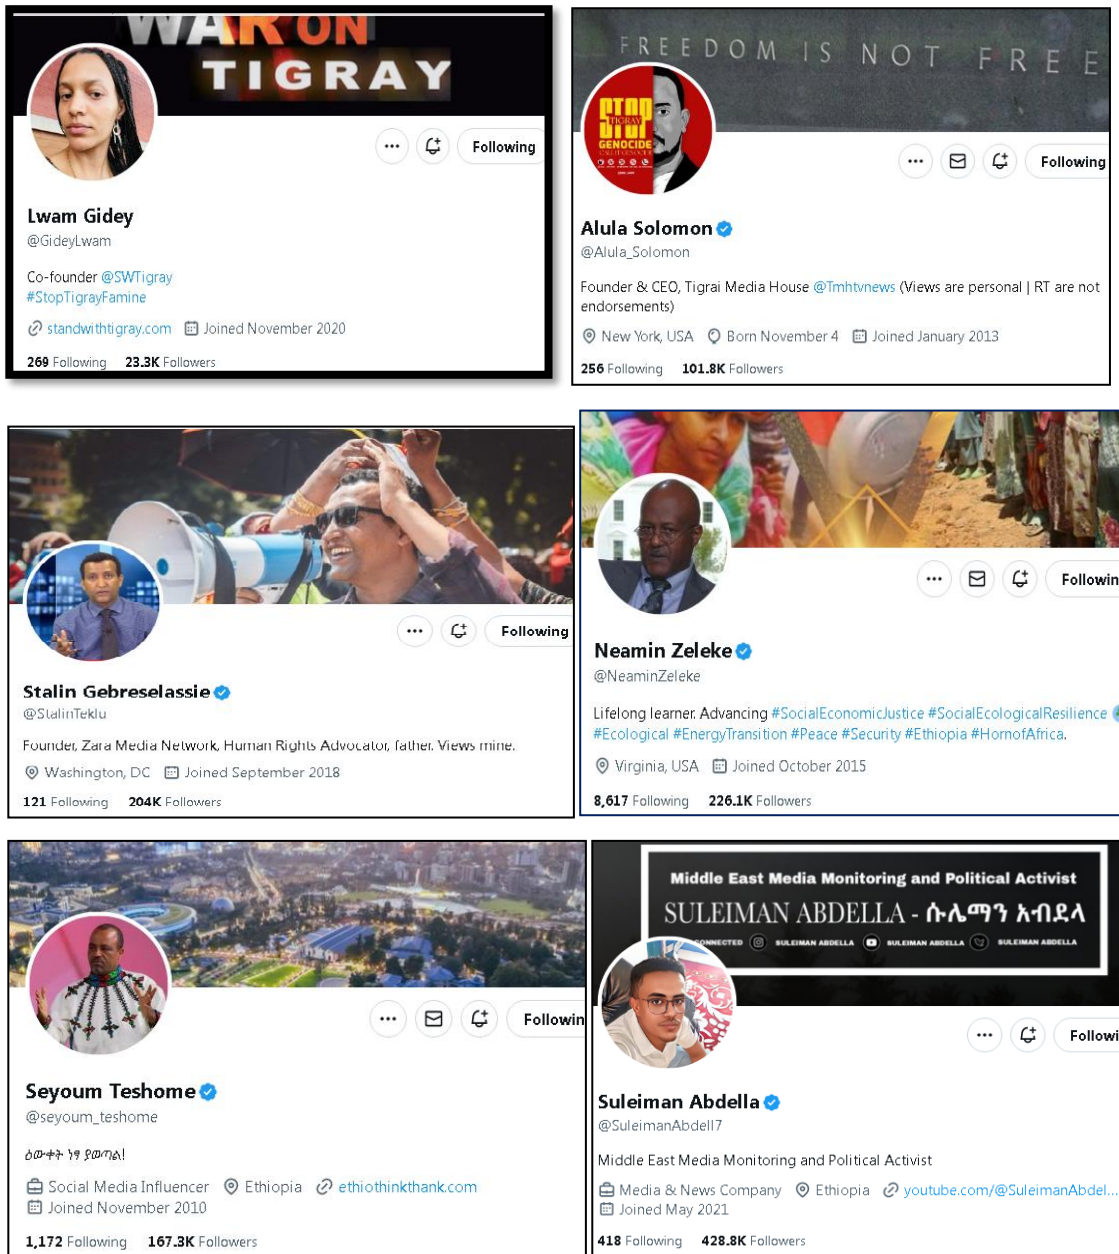 WAR ON
TIGRAY
Following
Lwam Gidey
@GideyLwam
Co-founder @SWTigray
#StopTigrayFamine
standwithtigray.com Joined November 2020
269 Following 23.3K Followers
FREEDOM IS NOT FREE
STOP
TIGRAY
GENOCIDE
Following
Alula Solomon
@Alula_Solomon
Founder & CEO, Tigrai Media House @Tmhtvnews (Views are personal | RT are not
endorsements)
New York, USA Born November 4 Joined January 2013
256 Following 101.8K Followers
Following
Stalin Gebreselassie
@StalinTeklu
Founder, Zara Media Network, Human Rights Advocator, father. Views mine.
Washington, DC Joined September 2018
121 Following 204K Followers
Followin
Neamin Zeleke
@NeaminZeleke
Lifelong learner. Advancing #SocialEconomicJustice #SocialEcologicalResilience
#Ecological #EnergyTransition #Peace #Security #Ethiopia #HornofAfrica.
Virginia, USA Joined October 2015
8,617 Following 226.1K Followers
Followin
Seyoum Teshome
@seyoum_teshome
ዕውቀት ነፃ ያወጣል!
Social Media Influencer Ethiopia ethiothinkthank.com
Joined November 2010
1,172 Following 167.3K Followers
Middle East Media Monitoring and Political Activist
SULEIMAN ABDELLA - ሱሌማን አብደላ
CONNECTED SULEIMAN ABDELLA SULEIMAN ABDELLA SULEIMAN ABDELLA
Followi
Suleiman Abdella
@SuleimanAbdell7
Middle East Media Monitoring and Political Activist
Media & News Company Ethiopia youtube.com/@SuleimanAbdel...
Joined May 2021
418 Following 428.8K Followers